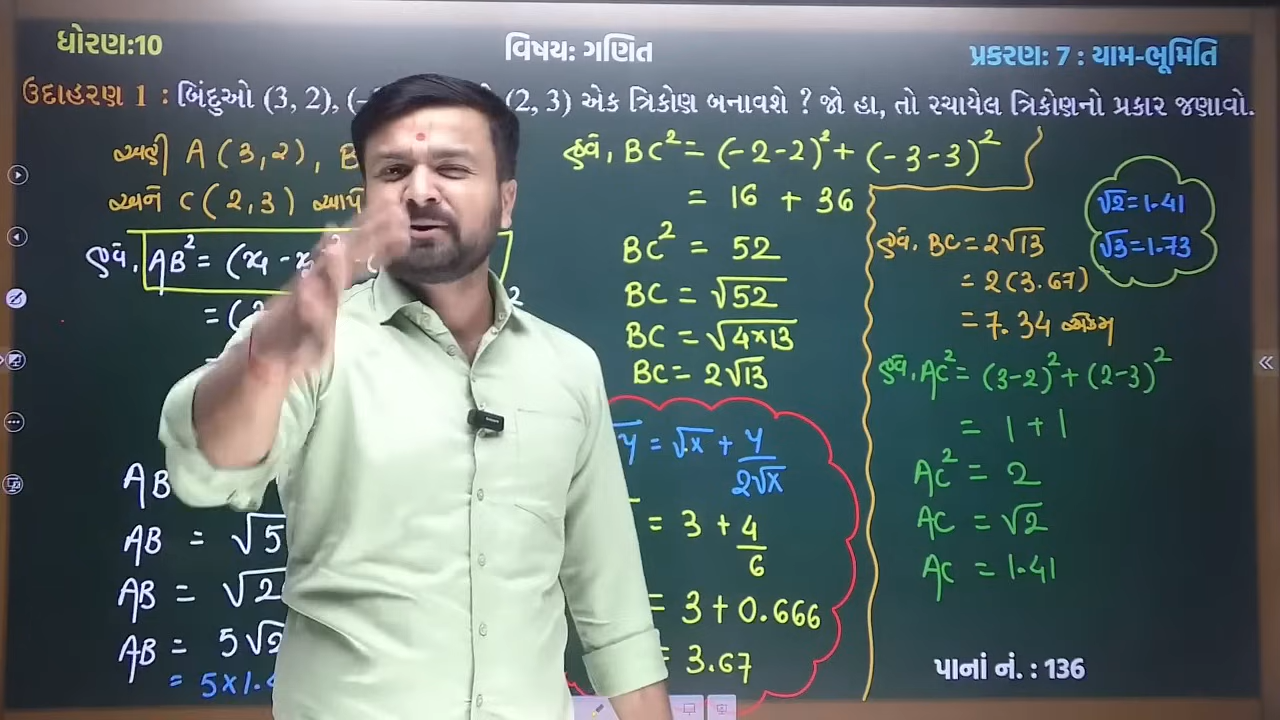 ધોરણ:10
વિષય: ગણિત
પ્રકરણ: 7 : યામ-ભૂમિતિ
ઉદાહરણ 1 : બિંદુઓ (3, 2), (- (2, 3) એક ત્રિકોણ બનાવશે ? જો હા, તો રચાયેલ ત્રિકોણનો પ્રકાર જણાવો.
અહીં A (3,2), B
અને C (2,3)
હવે, AB² = (x₁ -
= (
AB
AB = √5
AB = √2
AB = 5√2
= 5×1.4
હવે, BC² = (-2-2)² + (-3-3)²
= 16 + 36
BC² = 52
BC = √52
BC = √4×13
BC = 2√13
y = √x + y/2√x
= 3 + 4/6
= 3 + 0.666
= 3.67
√2 = 1.41
√3 = 1.73
હવે, BC = 2√13
= 2(3.67)
= 7.34 એકમ
હવે, AC² = (3-2)² + (2-3)²
= 1 + 1
AC² = 2
AC = √2
AC = 1.41
પાનાં નં. : 136